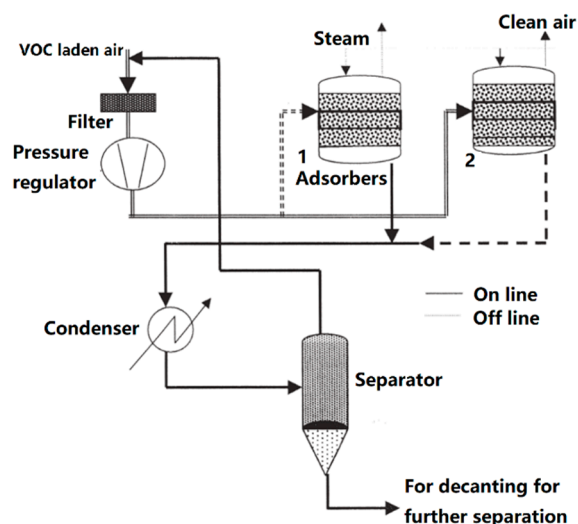 Clean air
Steam
VOC laden air
Filter
Pressure
regulator
1
Adsorbers
2
On line
Off line
Condenser
Separator
For decanting for
further separation